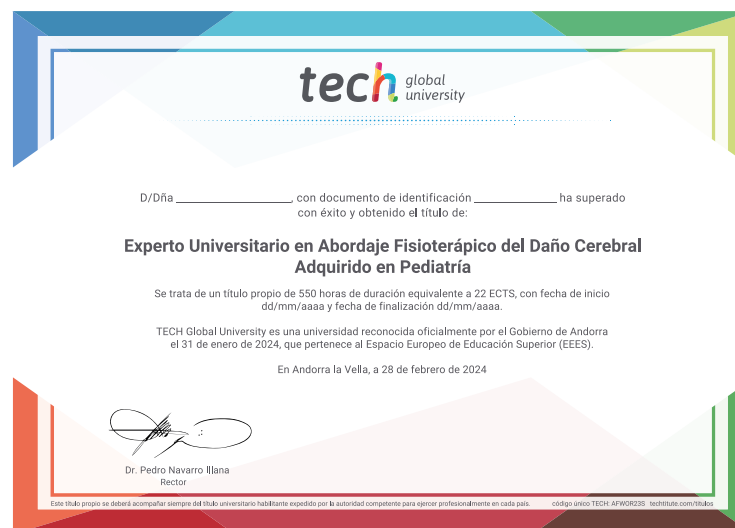 tech global university
D/Dña ____________________, con documento de identificación ______________ ha superado
con éxito y obtenido el título de:
Experto Universitario en Abordaje Fisioterápico del Daño Cerebral
Adquirido en Pediatría
Se trata de un título propio de 550 horas de duración equivalente a 22 ECTS, con fecha de inicio
dd/mm/aaaa y fecha de finalización dd/mm/aaaa.
TECH Global University es una universidad reconocida oficialmente por el Gobierno de Andorra
el 31 de enero de 2024, que pertenece al Espacio Europeo de Educación Superior (EEES).
En Andorra la Vella, a 28 de febrero de 2024
Dr. Pedro Navarro Illana
Rector
Este título propio se deberá acompañar siempre del título universitario habilitante expedido por la autoridad competente para ejercer profesionalmente en cada país. código único TECH: AFWOR23S techtitute.com/titulos